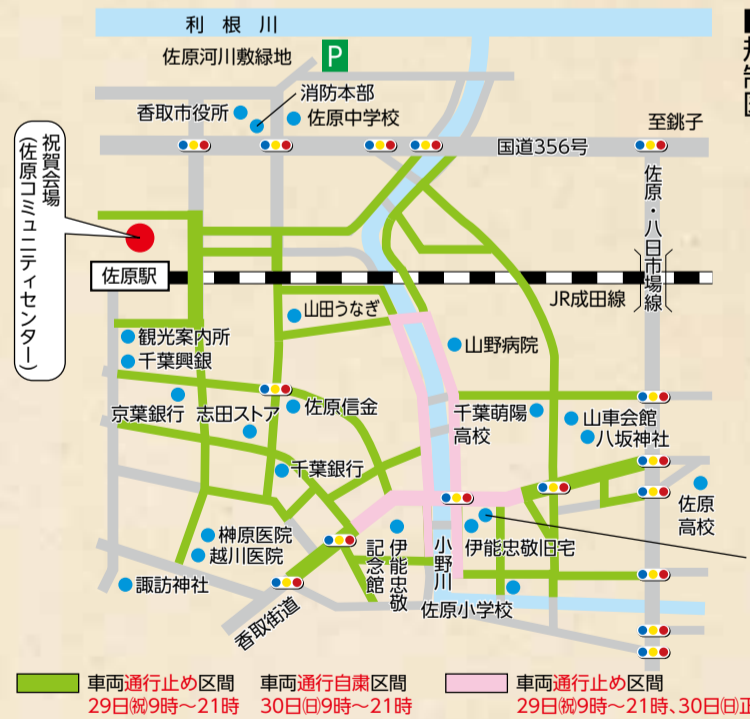 利根川
佐原河川敷緑地
P
消防本部
香取市役所
佐原中学校
至銚子
国道356号
祝賀会場
(佐原コミュニティセンター)
佐原・八日市場線
佐原駅
JR成田線
山田うなぎ
観光案内所
千葉興銀
山野病院
京葉銀行
志田ストア
佐原信金
千葉萌陽
高校
山車会館
八坂神社
千葉銀行
佐原
高校
榊原医院
越川医院
伊能忠敬
記念館
小野川
伊能忠敬旧宅
諏訪神社
佐原小学校
香取街道
車両通行止め区間
29日㈷9時～21時
車両通行自粛区間
30日㈰9時～21時
車両通行止め区間
29日㈷9時～21時、30日㈰正